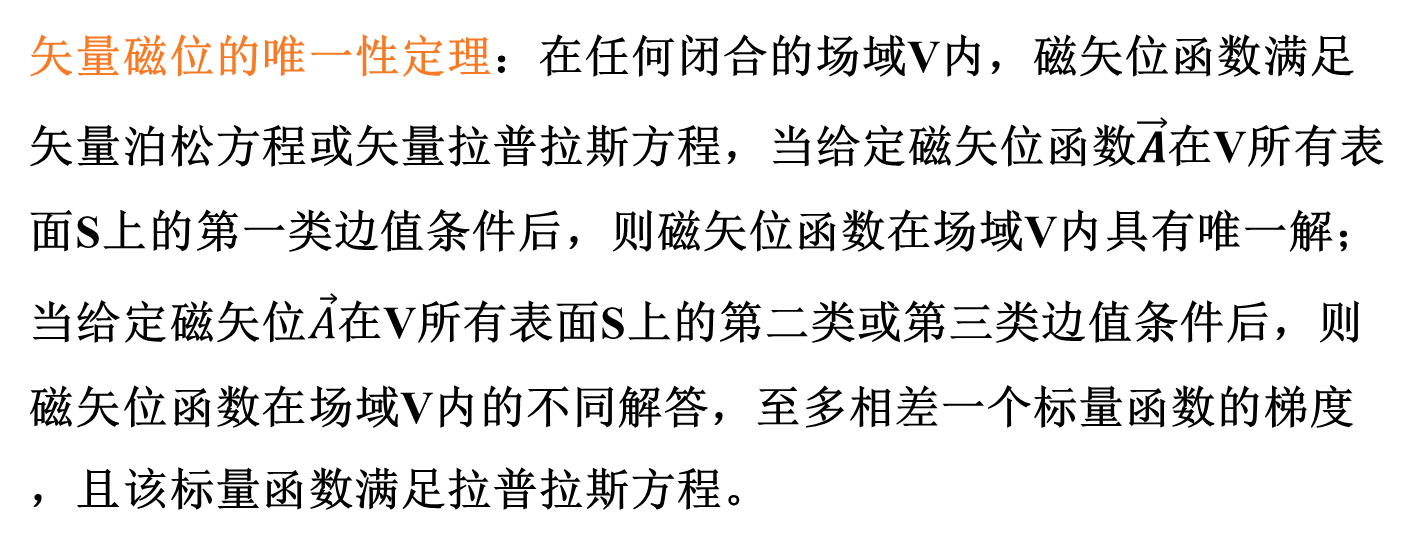 矢量磁位的唯一性定理：在任何闭合的场域V内，磁矢位函数满足
矢量泊松方程或矢量拉普拉斯方程，当给定磁矢位函数$\vec{A}$在V所有表
面S上的第一类边值条件后，则磁矢位函数在场域V内具有唯一解；
当给定磁矢位$\vec{A}$在V所有表面S上的第二类或第三类边值条件后，则
磁矢位函数在场域V内的不同解答，至多相差一个标量函数的梯度
，且该标量函数满足拉普拉斯方程。